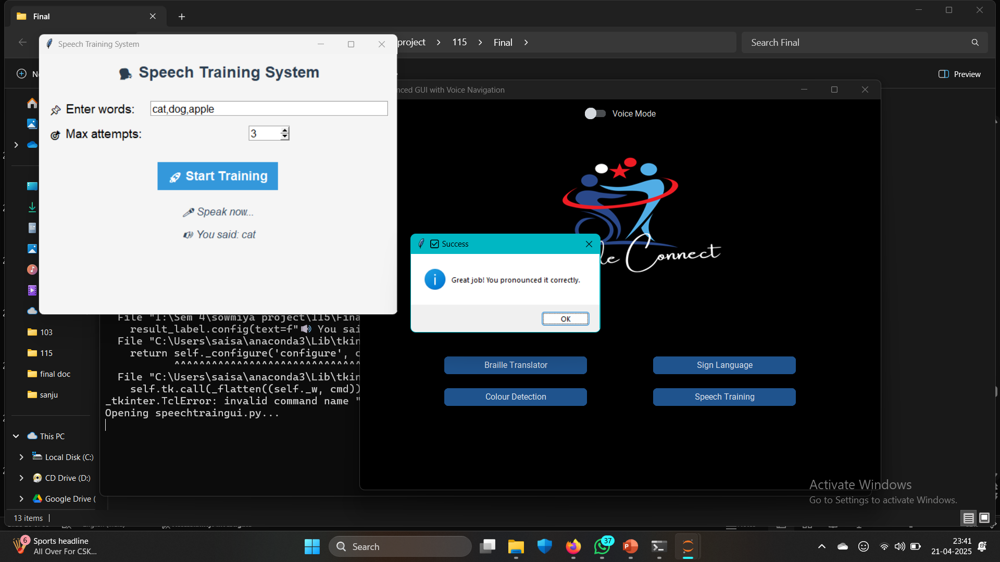 Final
Speech Training System
project
115
Final
Search Final
Speech Training System
Preview
nced GUI with Voice Navigation
Enter words:
cat,dog,apple
Voice Mode
Max attempts:
3
Start Training
Speak now...
You said: cat
Success
le Connect
Great job! You pronounced it correctly.
OK
File "I:\Sem 4\sowmiya project\115\Fina
result_label.config(text=f" You sai
File "C:\Users\saisa\anaconda3\Lib\tkin
return self._configure('configure', c
^^^^^^^^^^^^^^^^^^^^^^^^^^^^^^
File "C:\Users\saisa\anaconda3\Lib\tkin
self.tk.call(_flatten((self._w, cmd))
_tkinter.TclError: invalid command name "
Opening speechtraingui.py...
103
115
final doc
sanju
This PC
Local Disk (C:)
CD Drive (D:)
Google Drive (
Braille Translator
Sign Language
Colour Detection
Speech Training
Activate Windows
Go to Settings to activate Windows.
13 items
6
Sports headline
All Over For CSK...
Search
37
23:41
21-04-2025